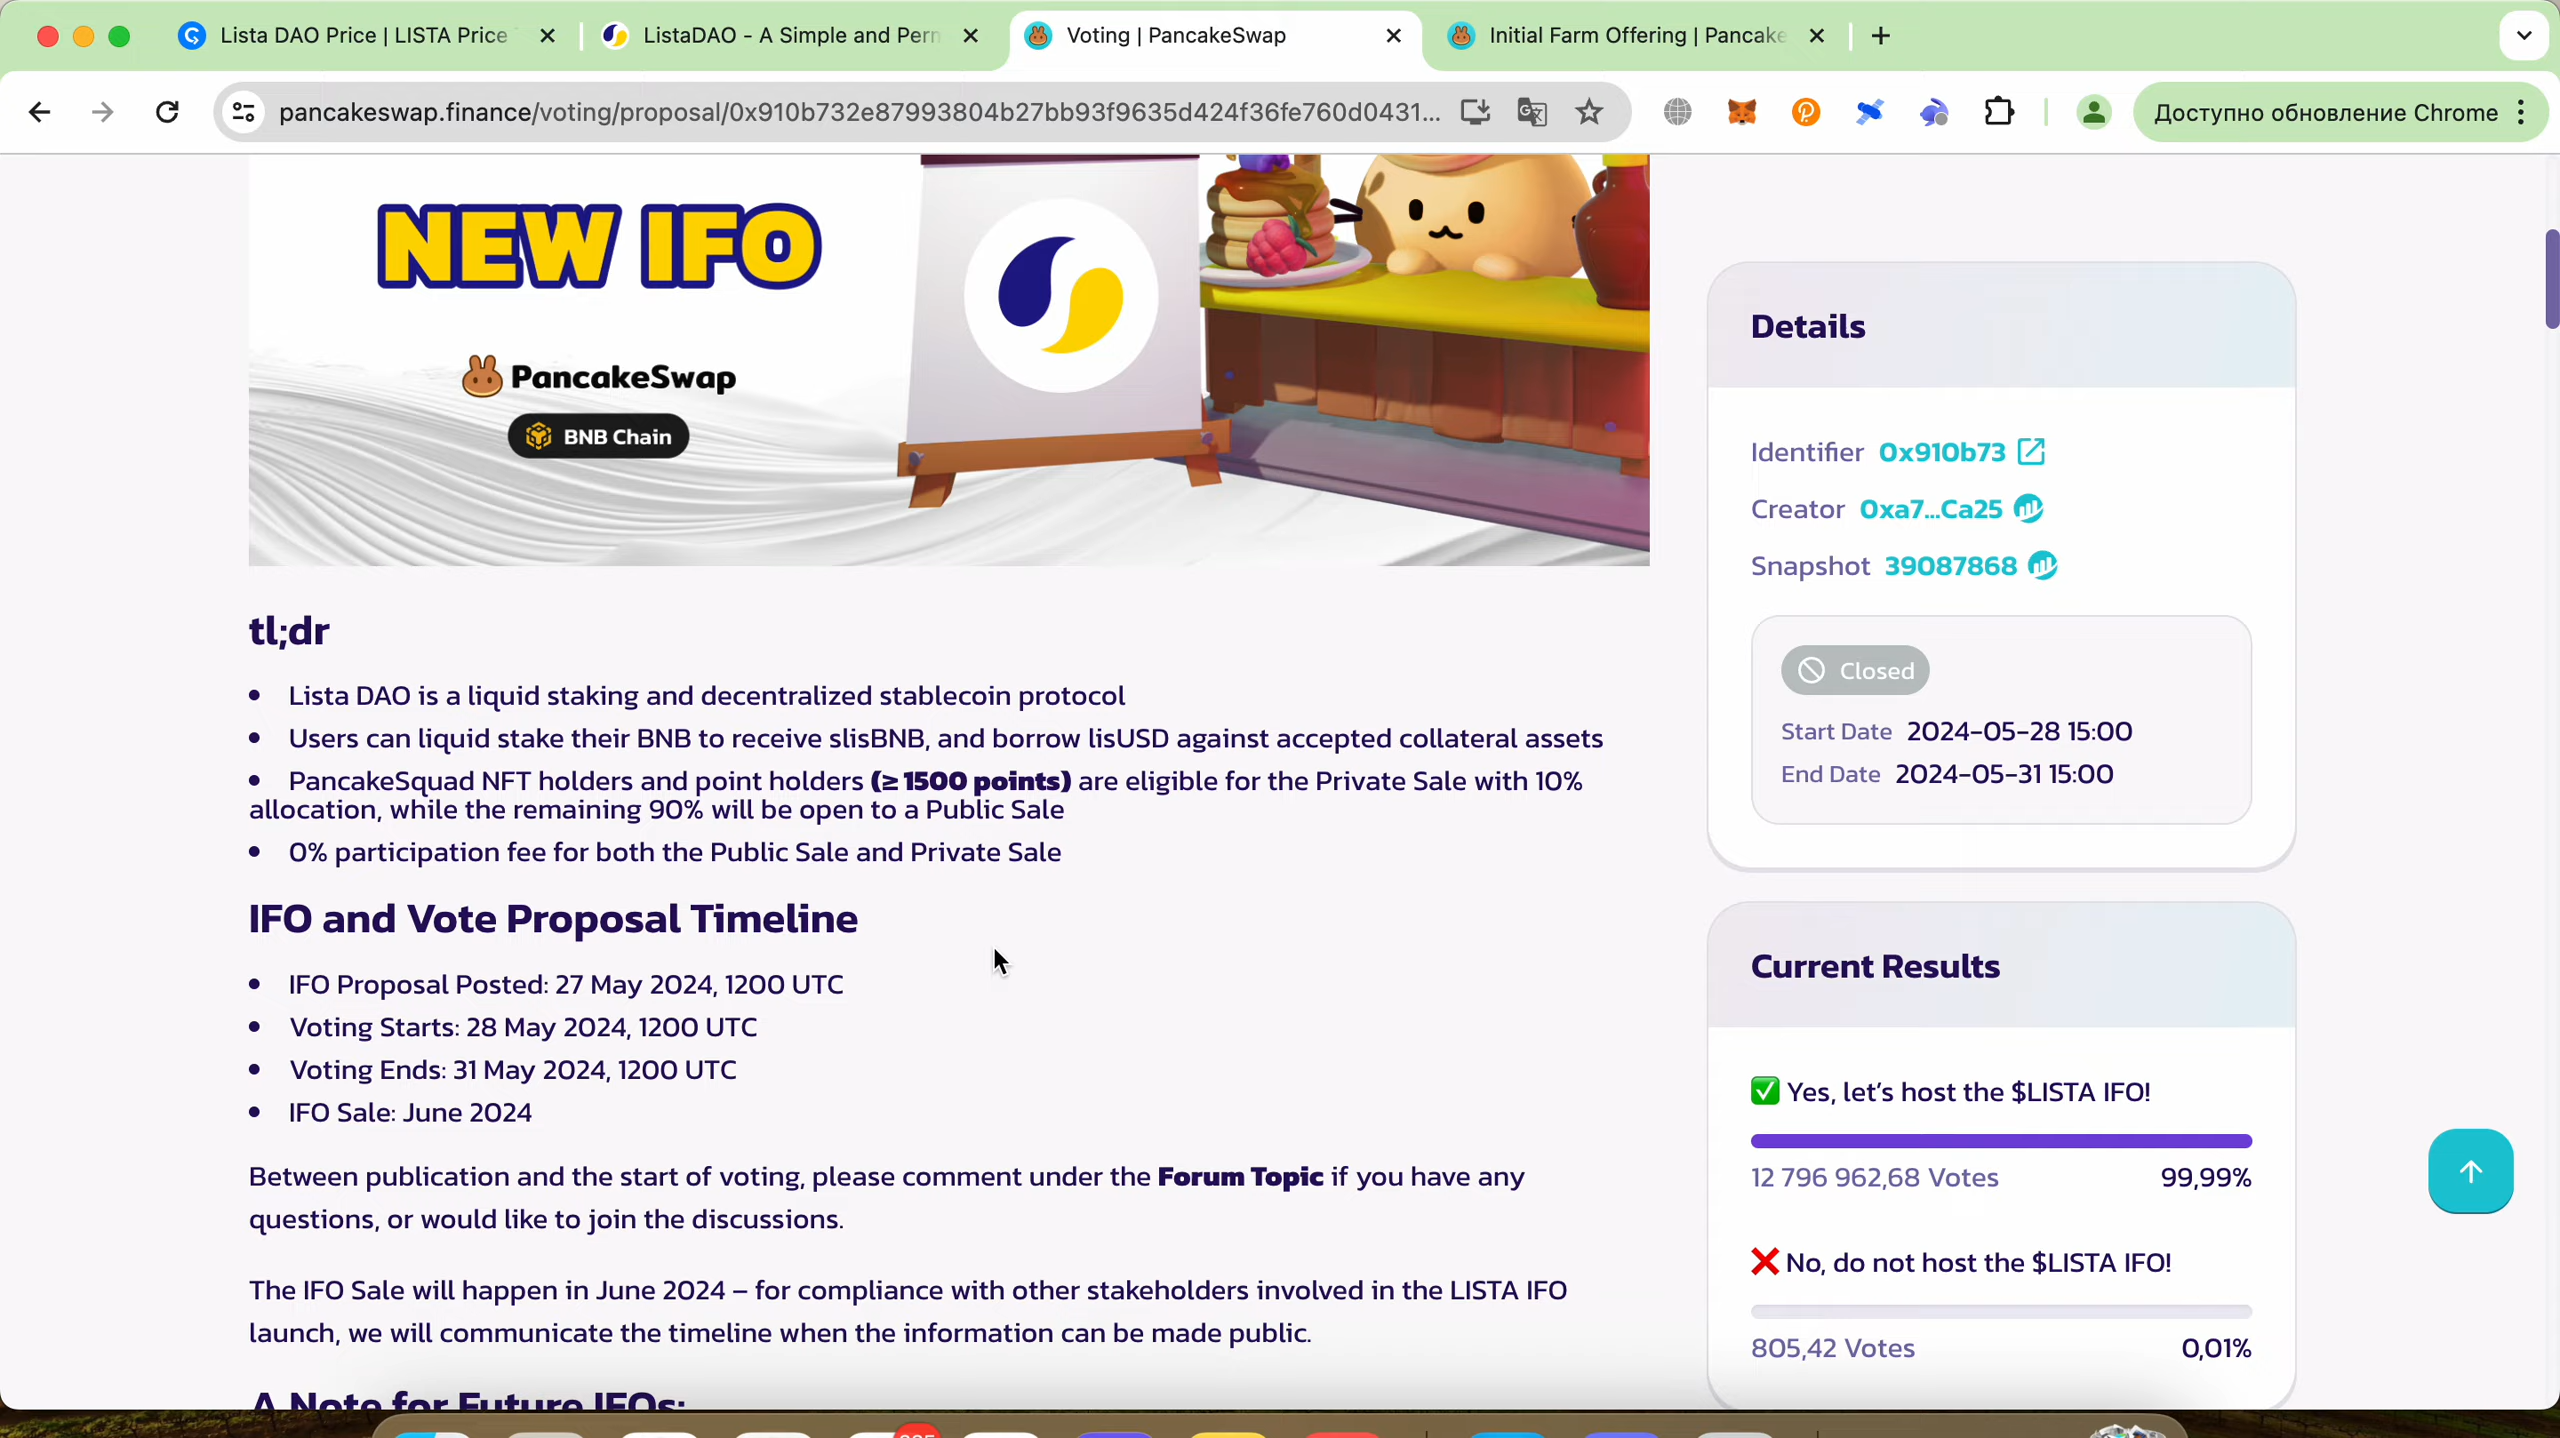 Lista DAO Price | LISTA Price
ListaDAO - A Simple and Perm
Voting | PancakeSwap
Initial Farm Offering | Pancake
pancakeswap.finance/voting/proposal/0x910b732e87993804b27bb93f9635d424f36fe760d0431...
Доступно обновление Chrome
NEW IFO
PancakeSwap
BNB Chain
tl;dr
• Lista DAO is a liquid staking and decentralized stablecoin protocol
• Users can liquid stake their BNB to receive slisBNB, and borrow lisUSD against accepted collateral assets
• PancakeSquad NFT holders and point holders (≥ 1500 points) are eligible for the Private Sale with 10%
allocation, while the remaining 90% will be open to a Public Sale
• 0% participation fee for both the Public Sale and Private Sale
IFO and Vote Proposal Timeline
• IFO Proposal Posted: 27 May 2024, 1200 UTC
• Voting Starts: 28 May 2024, 1200 UTC
• Voting Ends: 31 May 2024, 1200 UTC
• IFO Sale: June 2024
Between publication and the start of voting, please comment under the Forum Topic if you have any
questions, or would like to join the discussions.
The IFO Sale will happen in June 2024 – for compliance with other stakeholders involved in the LISTA IFO
launch, we will communicate the timeline when the information can be made public.
A Note for Future IFOs:
Details
Identifier 0x910b73
Creator 0xa7...Ca25
Snapshot 39087868
Closed
Start Date 2024-05-28 15:00
End Date 2024-05-31 15:00
Current Results
✅ Yes, let's host the $LISTA IFO!
12 796 962,68 Votes 99,99%
❌ No, do not host the $LISTA IFO!
805,42 Votes 0,01%